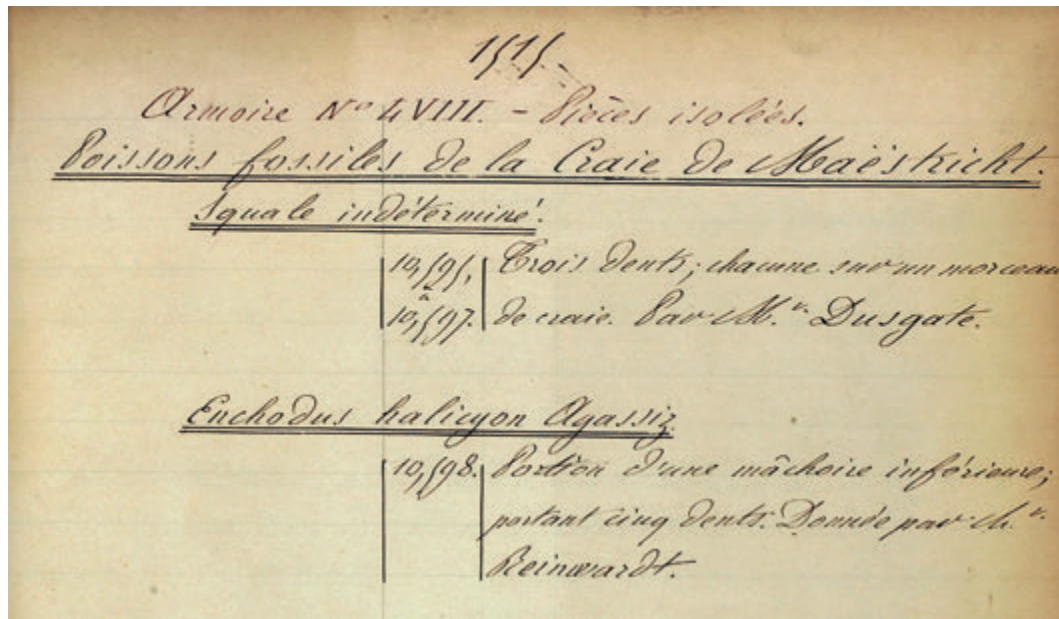 1515.
Armoire N° LVIII. - Pièces isolées.
Poissons fossiles de la Craie de Maëstricht.
Squale indéterminé.
10,595. Trois dents; chacune sur un morceau
à
10,597. de craie. Par M.r Dusgate.
Enchodus halicyon Agassiz.
10,598. Portion d'une mâchoire inférieure;
portant cinq dents. Donnée par M.r
Reinwardt.